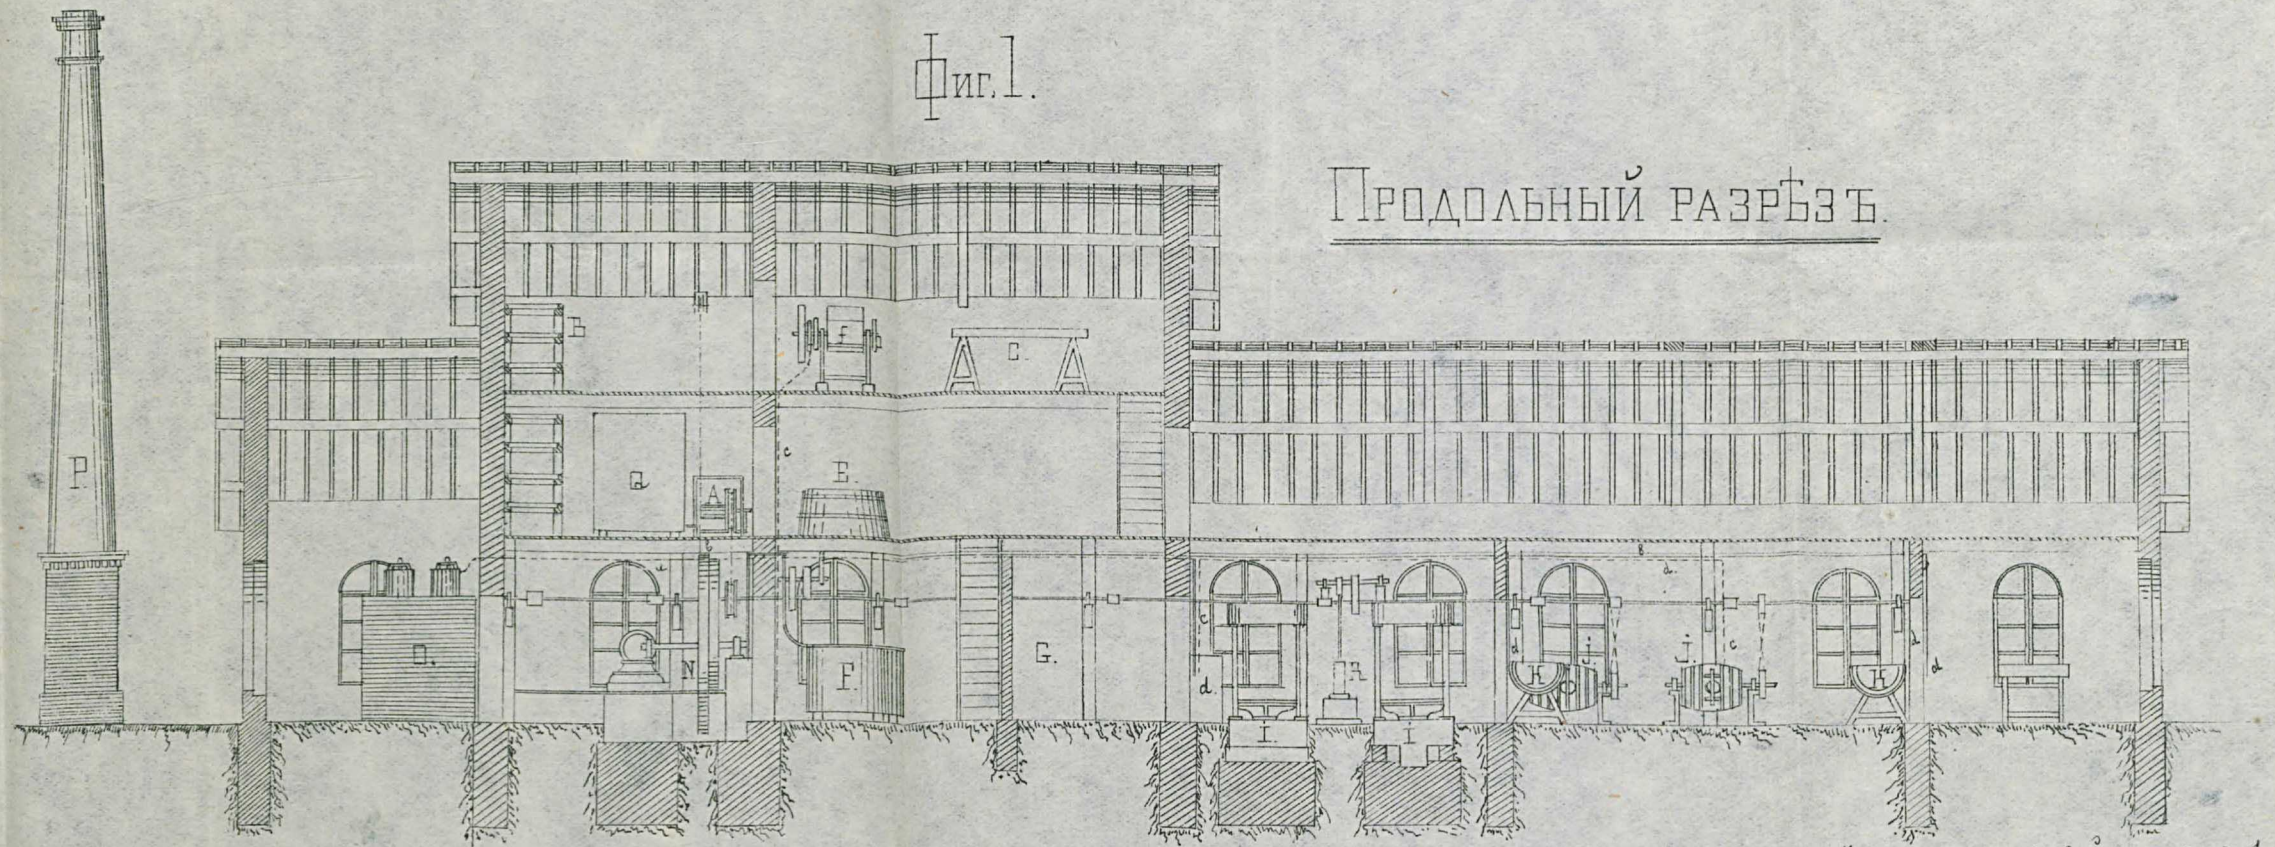 Фиг. 1.
Продольный разрѣзъ.
Ъ
f
C.
P.
Q
A
c
E.
a
B
d.
O.
N
F.
G.
c
d.
R
d
K
j
j.
c
K
d
d
I.
I